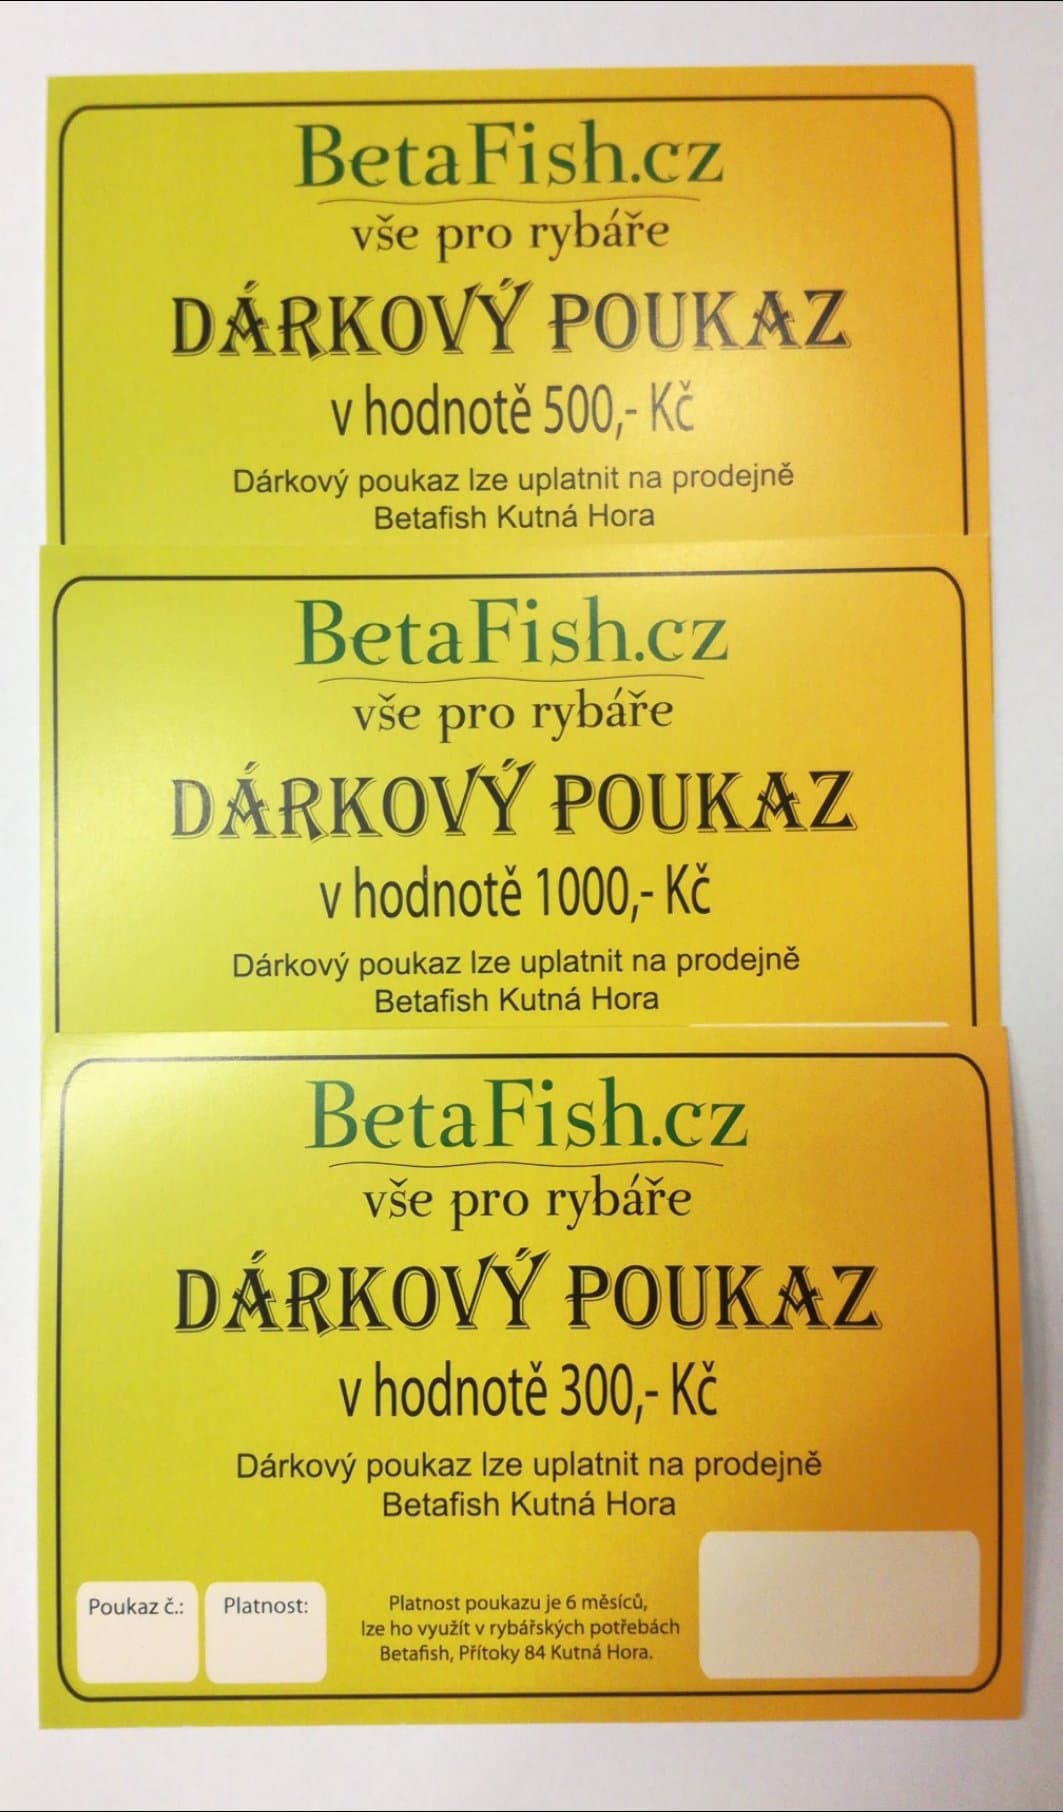 BetaFish.cz
vše pro rybáře
DÁRKOVÝ POUKAZ
v hodnotě 500,- Kč
Dárkový poukaz lze uplatnit na prodejně
Betafish Kutná Hora
BetaFish.cz
vše pro rybáře
DÁRKOVÝ POUKAZ
v hodnotě 1000,- Kč
Dárkový poukaz lze uplatnit na prodejně
Betafish Kutná Hora
BetaFish.cz
vše pro rybáře
DÁRKOVÝ POUKAZ
v hodnotě 300,- Kč
Dárkový poukaz lze uplatnit na prodejně
Betafish Kutná Hora
Poukaz č.:
Platnost:
Platnost poukazu je 6 měsíců,
lze ho využít v rybářských potřebách
Betafish, Přítoky 84 Kutná Hora.